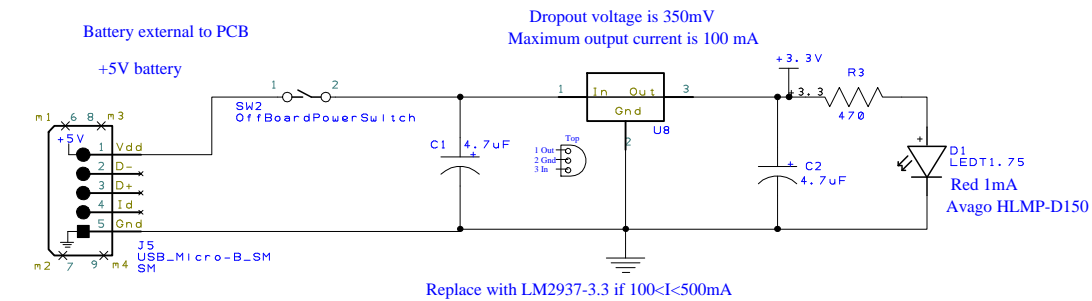 Dropout voltage is 350mV
Maximum output current is 100 mA
Battery external to PCB
+5V battery
+3.3V
+3.3
R3
470
1 2
SW2
OffBoardPowerSwitch
1 In Out 3
Gnd
2
U8
m1 6 8 m3
+5V
1 Vdd
2 D-
3 D+
4 Id
5 Gnd
m2 7 9 m4
J5
USB_Micro-B_SM
SM
C1 4.7uF
+
Top
1 Out
2 Gnd
3 In
+
C2
4.7uF
+
D1
LEDT1.75
Red 1mA
Avago HLMP-D150
Replace with LM2937-3.3 if 100<I<500mA